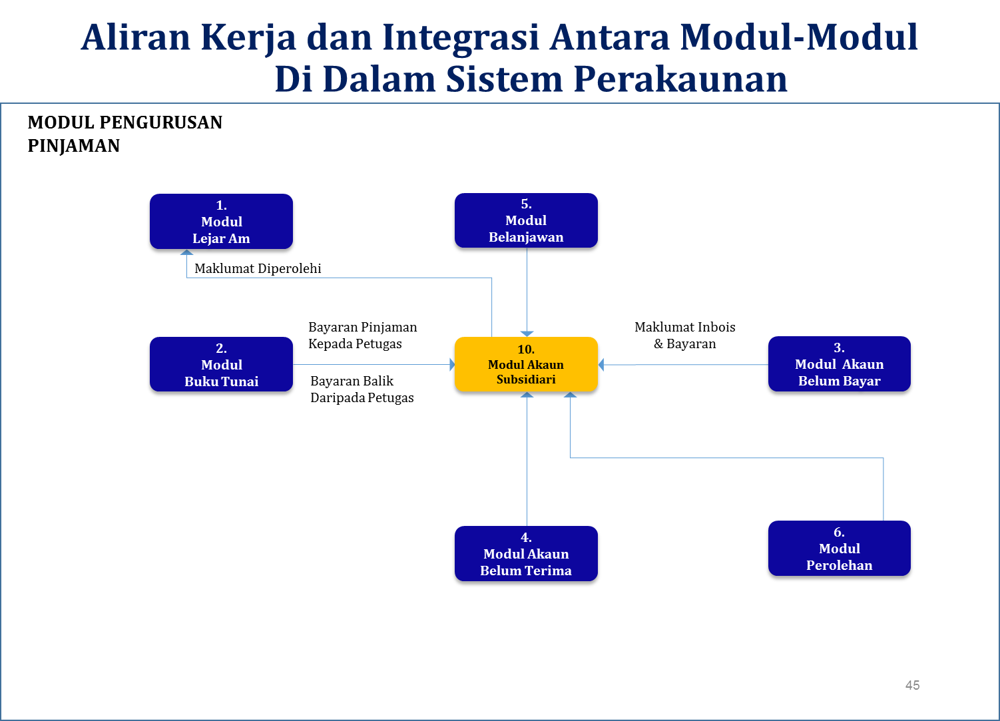 Aliran Kerja dan Integrasi Antara Modul-Modul
Di Dalam Sistem Perakaunan
MODUL PENGURUSAN
PINJAMAN
1.
Modul
Lejar Am
5.
Modul
Belanjawan
Maklumat Diperolehi
Bayaran Pinjaman
Kepada Petugas
Maklumat Inbois
& Bayaran
2.
Modul
Buku Tunai
10.
Modul Akaun
Subsidiari
3.
Modul Akaun
Belum Bayar
Bayaran Balik
Daripada Petugas
4.
Modul Akaun
Belum Terima
6.
Modul
Perolehan
45